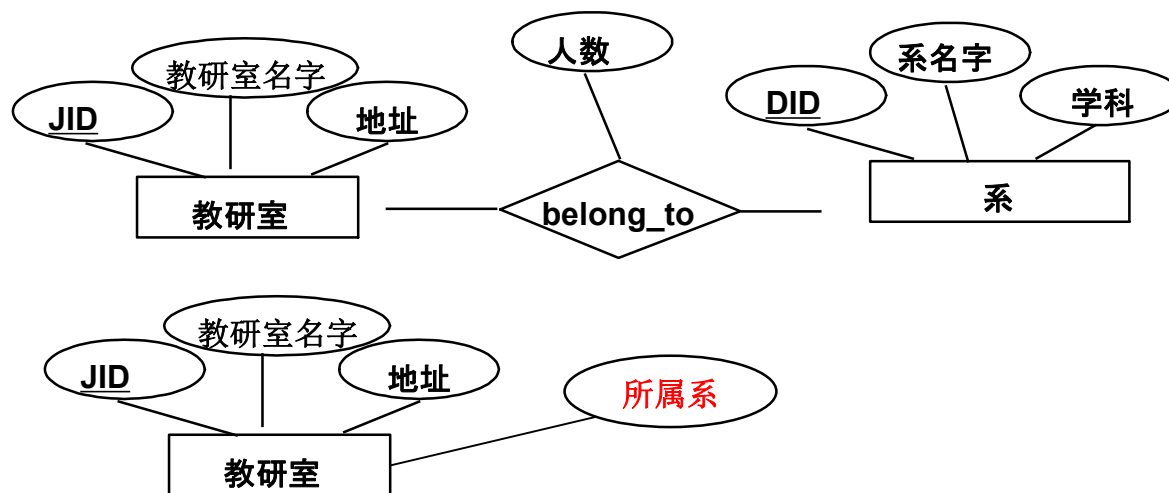 教研室名字
JID
地址
教研室
人数
belong_to
系名字
DID
学科
系
教研室名字
JID
地址
所属系
教研室